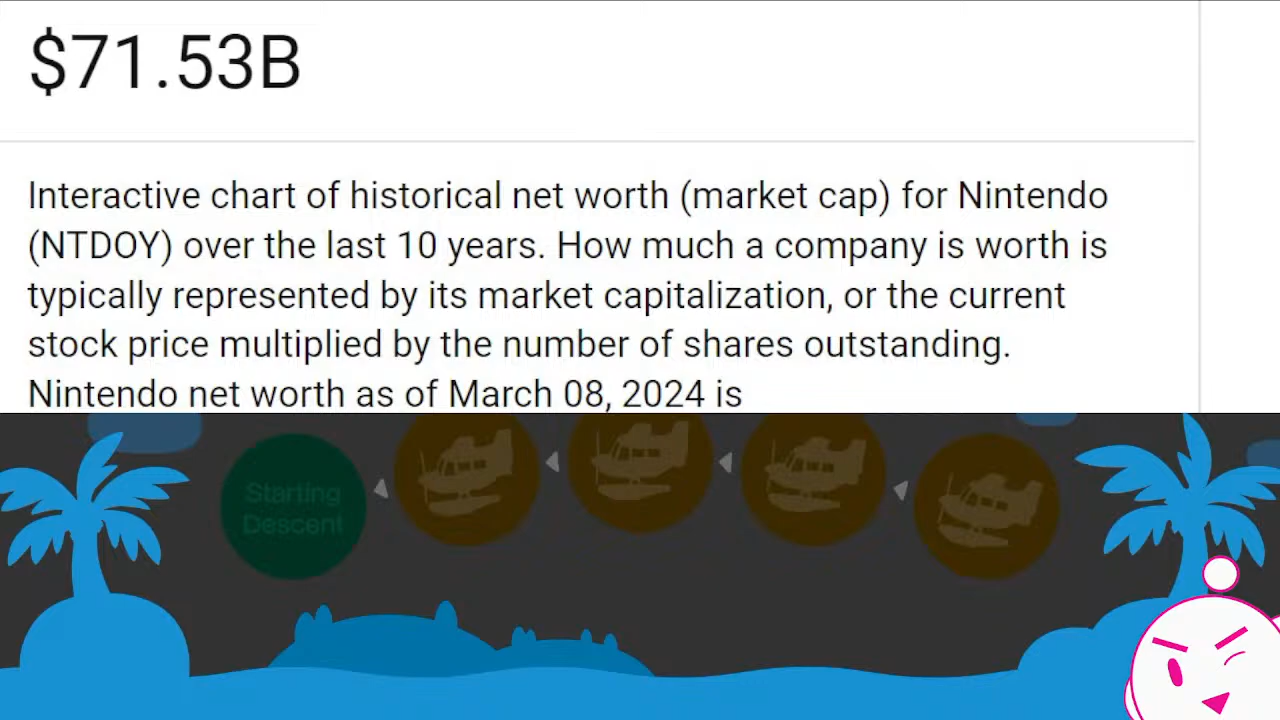 $71.53B
Interactive chart of historical net worth (market cap) for Nintendo
(NTDOY) over the last 10 years. How much a company is worth is
typically represented by its market capitalization, or the current
stock price multiplied by the number of shares outstanding.
Nintendo net worth as of March 08, 2024 is
Starting
Descent